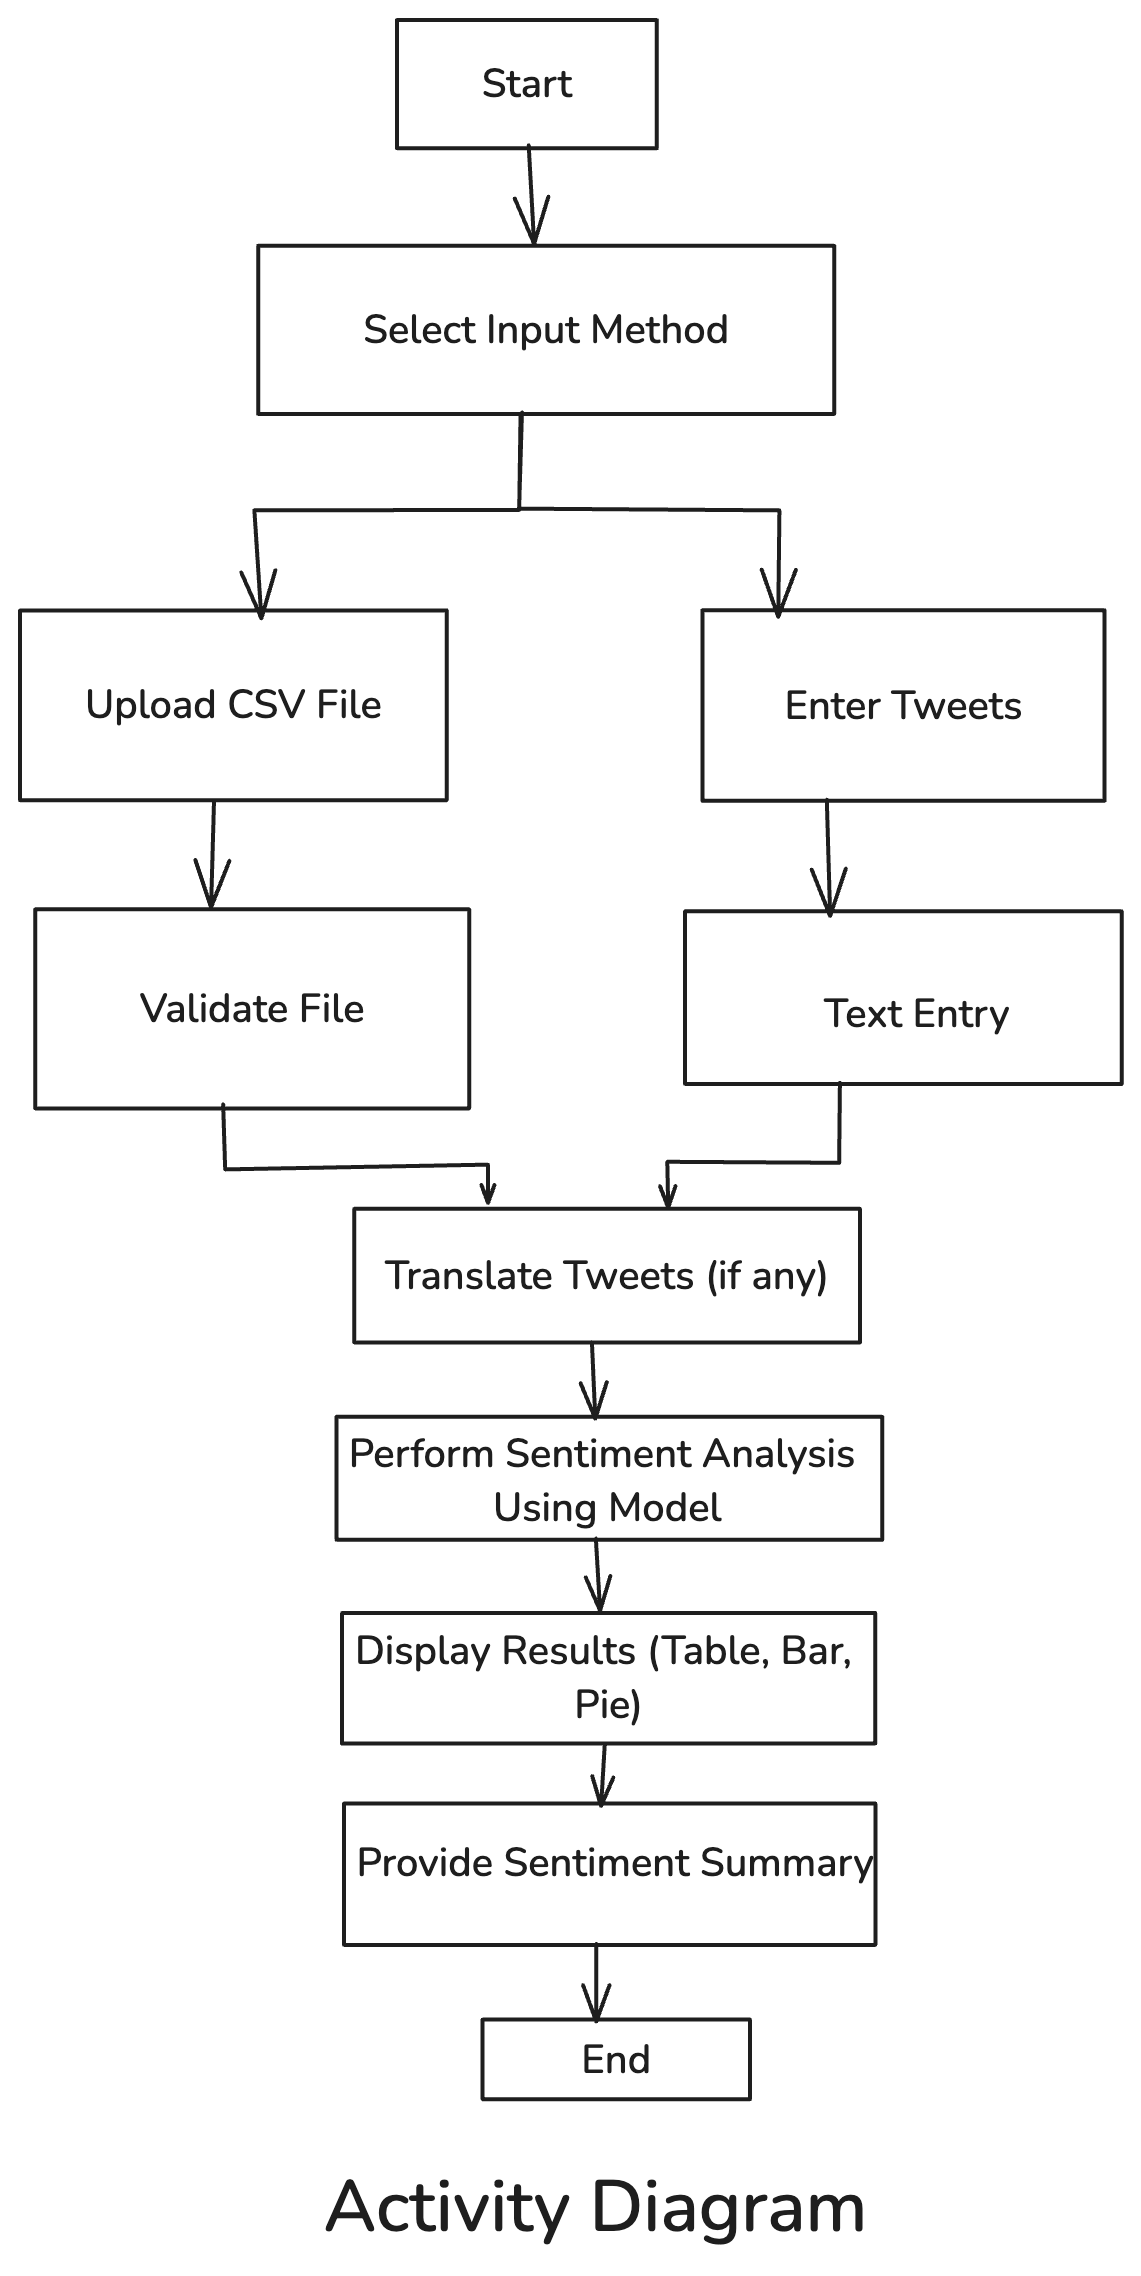 Start
Select Input Method
Upload CSV File
Enter Tweets
Validate File
Text Entry
Translate Tweets (if any)
Perform Sentiment Analysis
Using Model
Display Results (Table, Bar,
Pie)
Provide Sentiment Summary
End
Activity Diagram